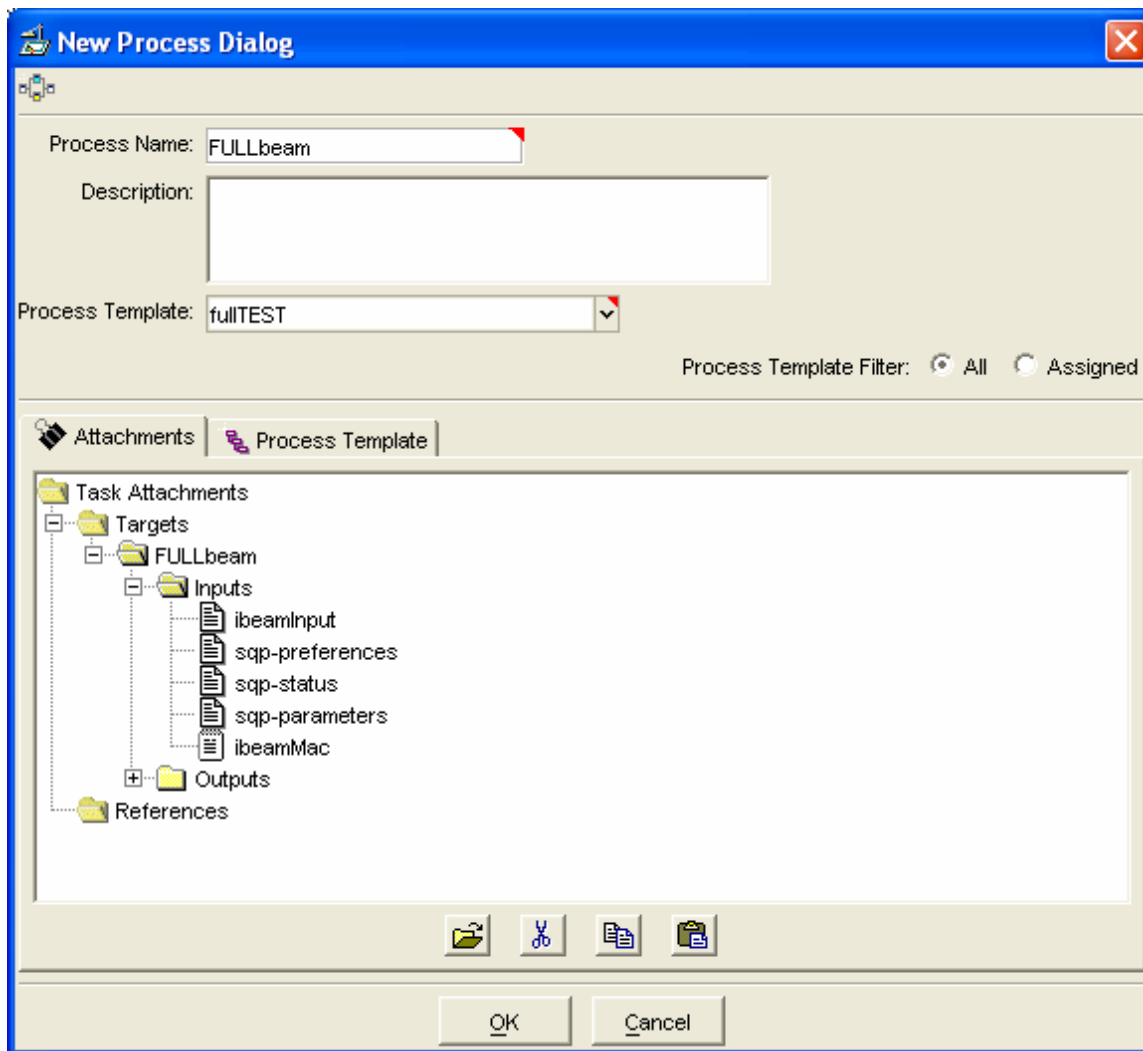 New Process Dialog
Process Name: FULLbeam
Description:
Process Template: fullTEST
Process Template Filter: All Assigned
Attachments Process Template
Task Attachments
Targets
FULLbeam
Inputs
ibeamInput
sqp-preferences
sqp-status
sqp-parameters
ibeamMac
Outputs
References
OK Cancel